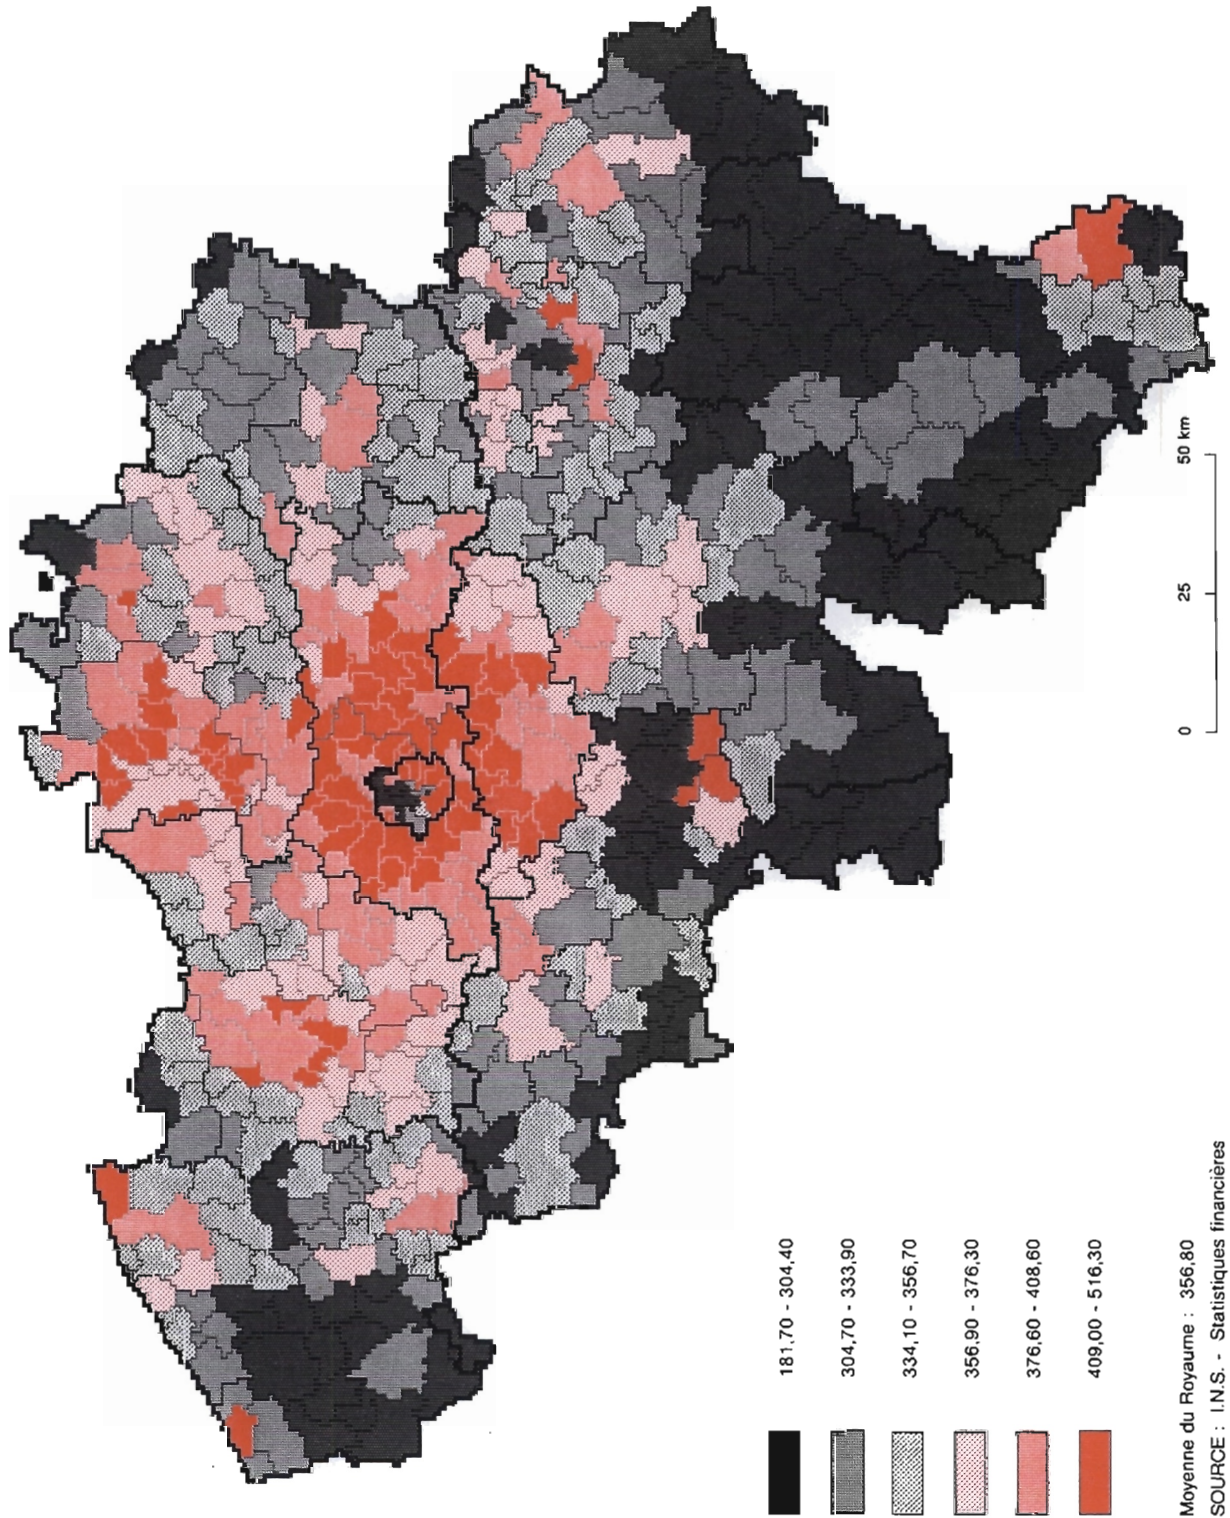 181,70 - 304,40
304,70 - 333,90
334,10 - 356,70
356,90 - 376,30
376,60 - 408,60
409,00 - 516,30
Moyenne du Royaume : 356,80
SOURCE : I.N.S. - Statistiques financières
0 25 50 km